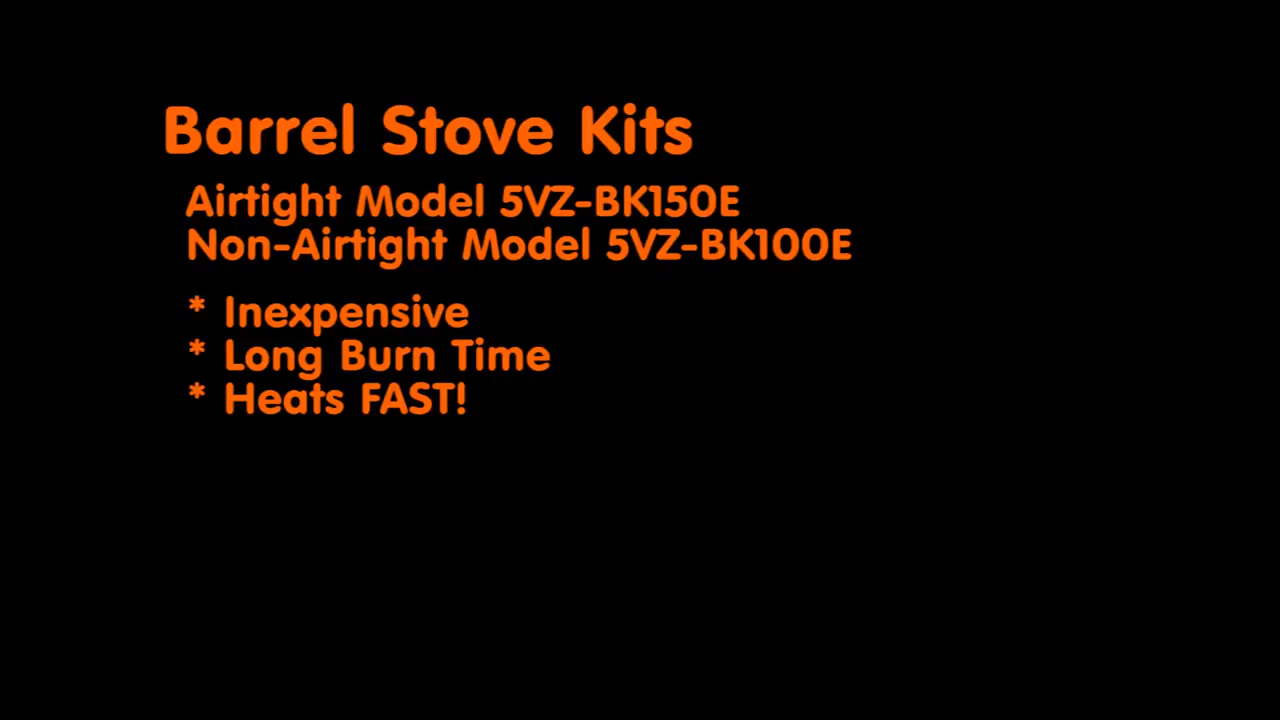 Barrel Stove Kits
Airtight Model 5VZ-BK150E
Non-Airtight Model 5VZ-BK100E
* Inexpensive
* Long Burn Time
* Heats FAST!